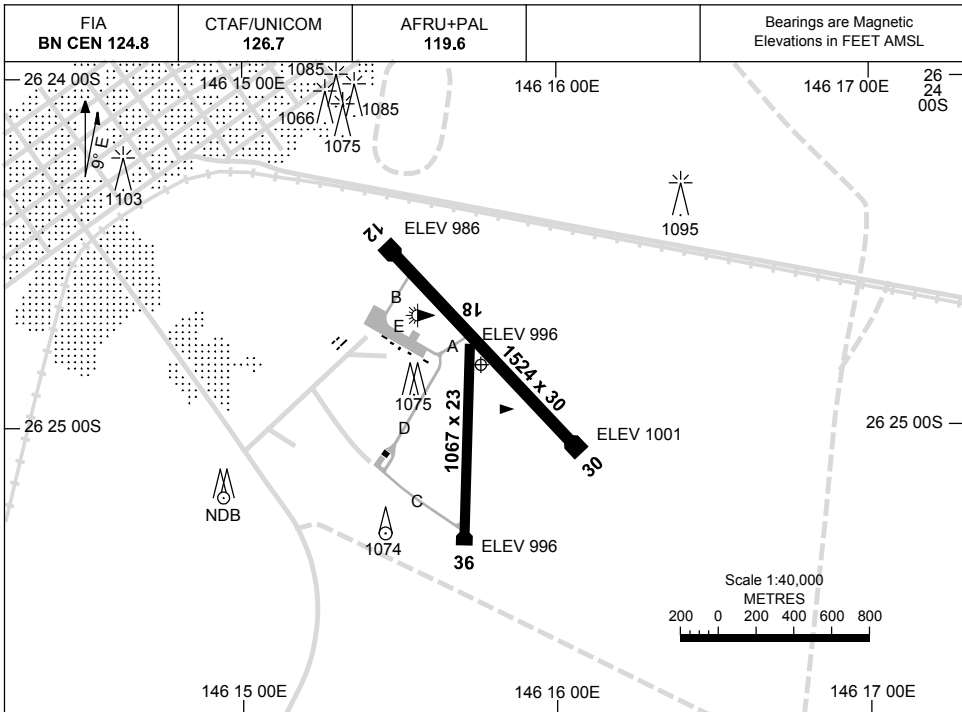 FIA
BN CEN 124.8
CTAF/UNICOM
126.7
AFRU+PAL
119.6
Bearings are Magnetic
Elevations in FEET AMSL
26 24 00S
146 15 00E
146 16 00E
146 17 00E
26
24
00S
1085
1066
1085
1075
9° E
1103
1095
12
ELEV 986
B
18
E
ELEV 996
A
1524 x 30
1075
1067 x 23
D
26 25 00S
26 25 00S
ELEV 1001
30
C
NDB
1074
ELEV 996
36
Scale 1:40,000
METRES
200 0 200 400 600 800
146 15 00E
146 16 00E
146 17 00E